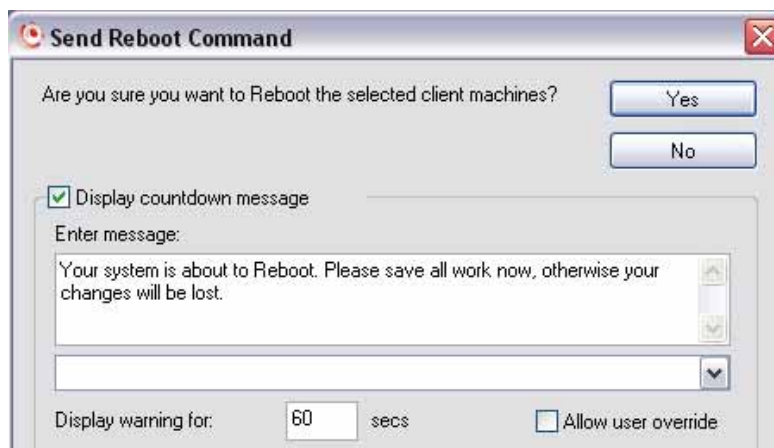 Send Reboot Command
Are you sure you want to Reboot the selected client machines?
Yes
No
Display countdown message
Enter message:
Your system is about to Reboot. Please save all work now, otherwise your
changes will be lost.
Display warning for: 60 secs
Allow user override